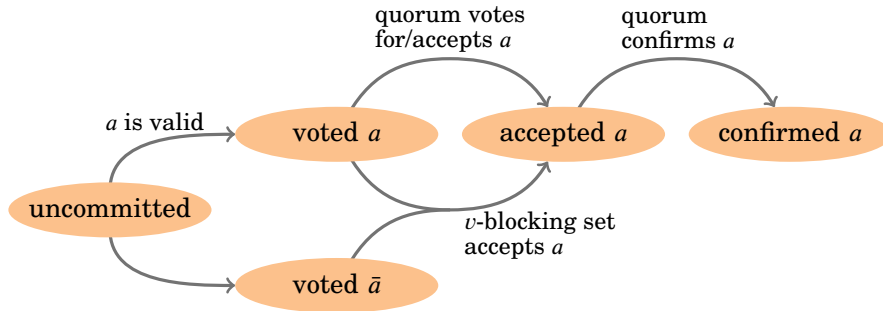 quorum votes
for/accepts a
quorum
confirms a
a is valid
voted a
accepted a
confirmed a
uncommitted
v-blocking set
accepts a
voted ā